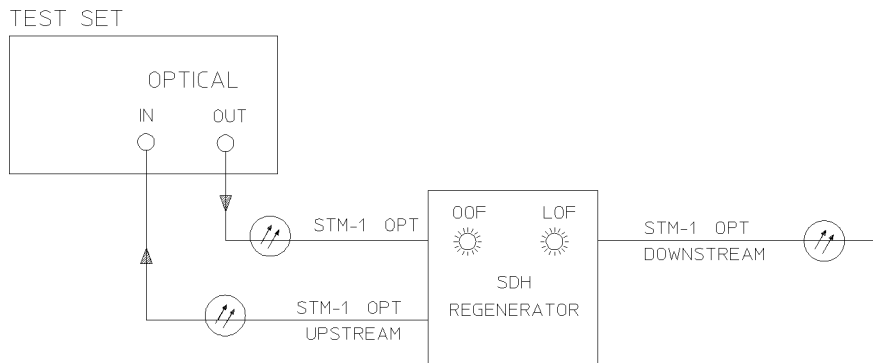 TEST SET
OPTICAL
IN OUT
STM-1 OPT
OOF LOF
STM-1 OPT
DOWNSTREAM
SDH
REGENERATOR
STM-1 OPT
UPSTREAM